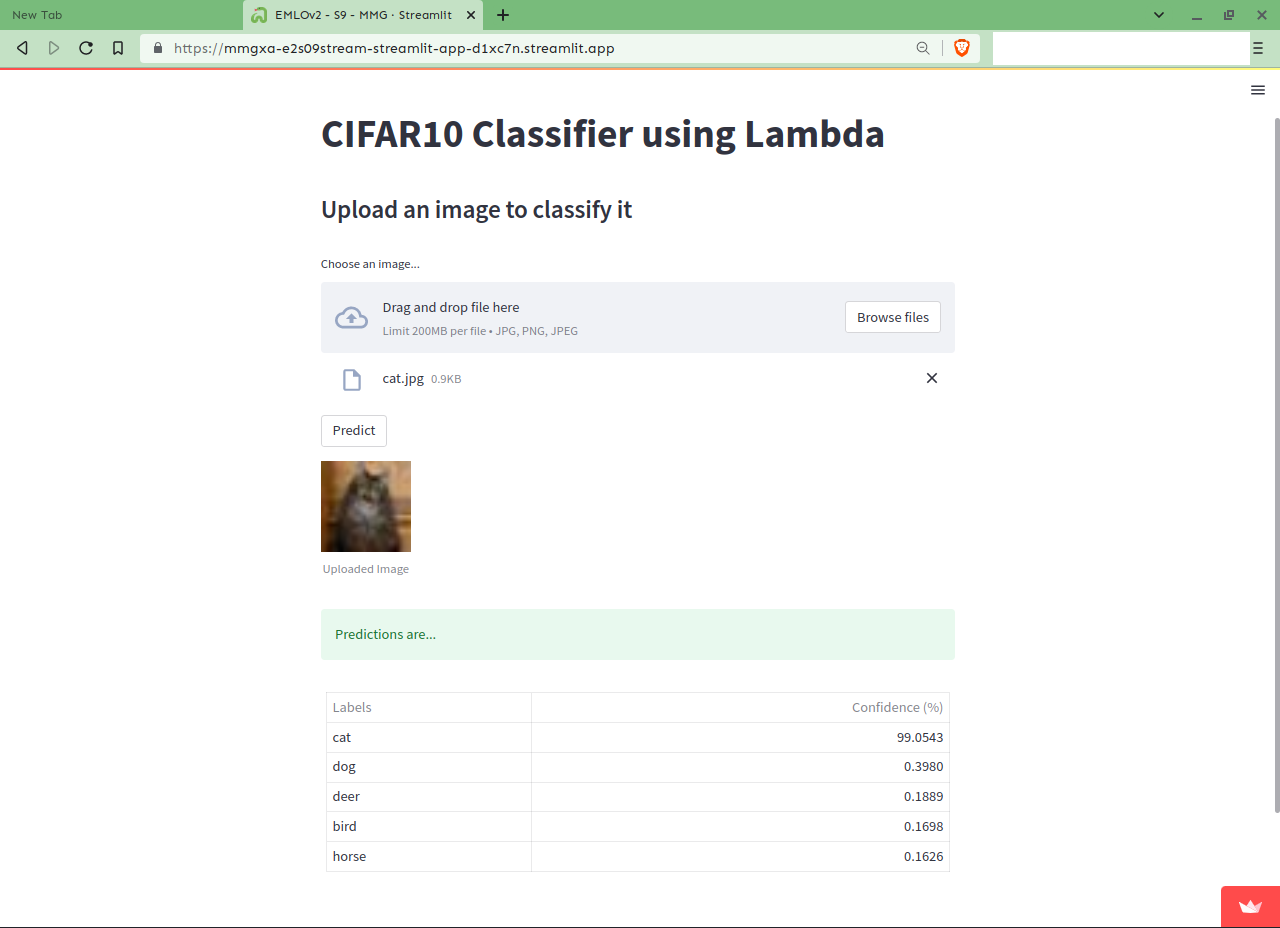 New Tab
EMLOv2 - S9 - MMG · Streamlit
https://mmgxa-e2s09stream-streamlit-app-d1xc7n.streamlit.app
CIFAR10 Classifier using Lambda
Upload an image to classify it
Choose an image...
Drag and drop file here
Limit 200MB per file • JPG, PNG, JPEG
Browse files
cat.jpg 0.9KB
Predict
Uploaded Image
Predictions are...
Labels Confidence (%)
cat 99.0543
dog 0.3980
deer 0.1889
bird 0.1698
horse 0.1626